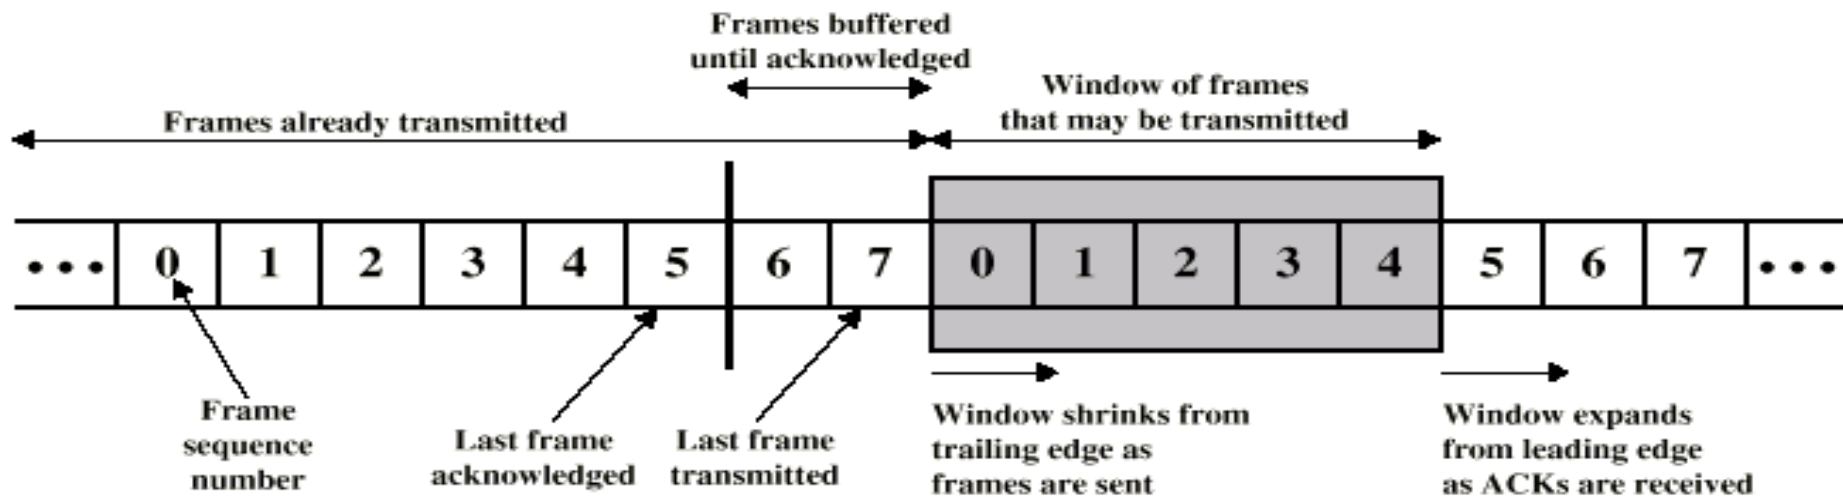 Frames buffered
until acknowledged
Window of frames
that may be transmitted
Frames already transmitted
••• 0 1 2 3 4 5 6 7 0 1 2 3 4 5 6 7 •••
Frame
sequence
number
Last frame
acknowledged
Last frame
transmitted
Window shrinks from
trailing edge as
frames are sent
Window expands
from leading edge
as ACKs are received